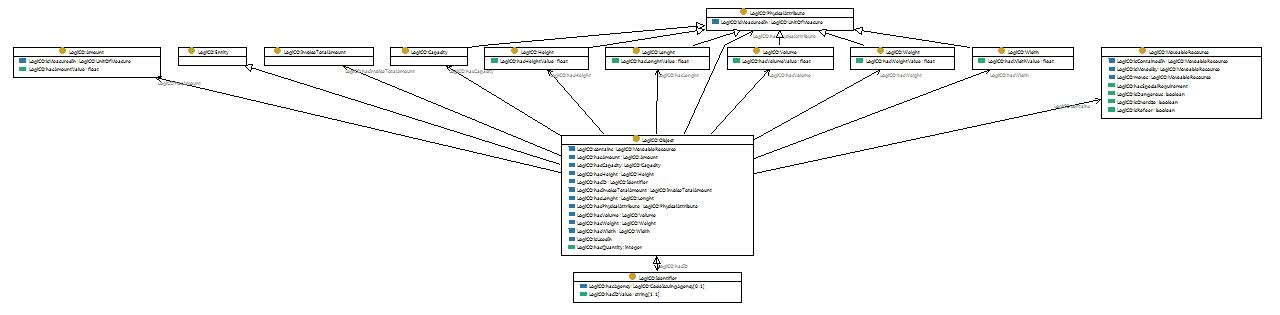 LogiCO:PhysicalAttribute
LogiCO:isMeasuredIn : LogiCO:UnitOfMeasure
LogiCO:hasPhysicalAttribute
LogiCO:Amount
LogiCO:isMeasuredIn : LogiCO:UnitOfMeasure
LogiCO:hasAmountValue : float
LogiCO:Entity
LogiCO:InvoiceTotalAmount
LogiCO:Capacity
LogiCO:Height
LogiCO:hasHeightValue : float
LogiCO:Lenght
LogiCO:hasLenghtValue : float
LogiCO:Volume
LogiCO:hasVolumeValue : float
LogiCO:Weight
LogiCO:hasWeightValue : float
LogiCO:Width
LogiCO:hasWidthValue : float
LogiCO:MoveableResource
LogiCO:isContainedIn : LogiCO:MoveableResource
LogiCO:isMovedBy : LogiCO:MoveableResource
LogiCO:moves : LogiCO:MoveableResource
LogiCO:hasSpecialRequirement
LogiCO:isDangerous : boolean
LogiCO:isOversize : boolean
LogiCO:isReefer : boolean
LogiCO:hasAmount
LogiCO:hasInvoiceTotalAmount
LogiCO:hasCapacity
LogiCO:hasHeight
LogiCO:hasLenght
LogiCO:hasVolume
LogiCO:hasWeight
LogiCO:hasWidth
LogiCO:contains
LogiCO:Object
LogiCO:contains : LogiCO:MoveableResource
LogiCO:hasAmount : LogiCO:Amount
LogiCO:hasCapacity : LogiCO:Capacity
LogiCO:hasHeight : LogiCO:Height
LogiCO:hasID : LogiCO:Identifier
LogiCO:hasInvoiceTotalAmount : LogiCO:InvoiceTotalAmount
LogiCO:hasLenght : LogiCO:Lenght
LogiCO:hasPhysicalAttribute : LogiCO:PhysicalAttribute
LogiCO:hasVolume : LogiCO:Volume
LogiCO:hasWeight : LogiCO:Weight
LogiCO:hasWidth : LogiCO:Width
LogiCO:isUsedIn
LogiCO:hasQuantity : integer
LogiCO:hasID
LogiCO:Identifier
LogiCO:hasAgency : LogiCO:CodeIssuingAgency[0..1]
LogiCO:hasIDValue : string[1..1]